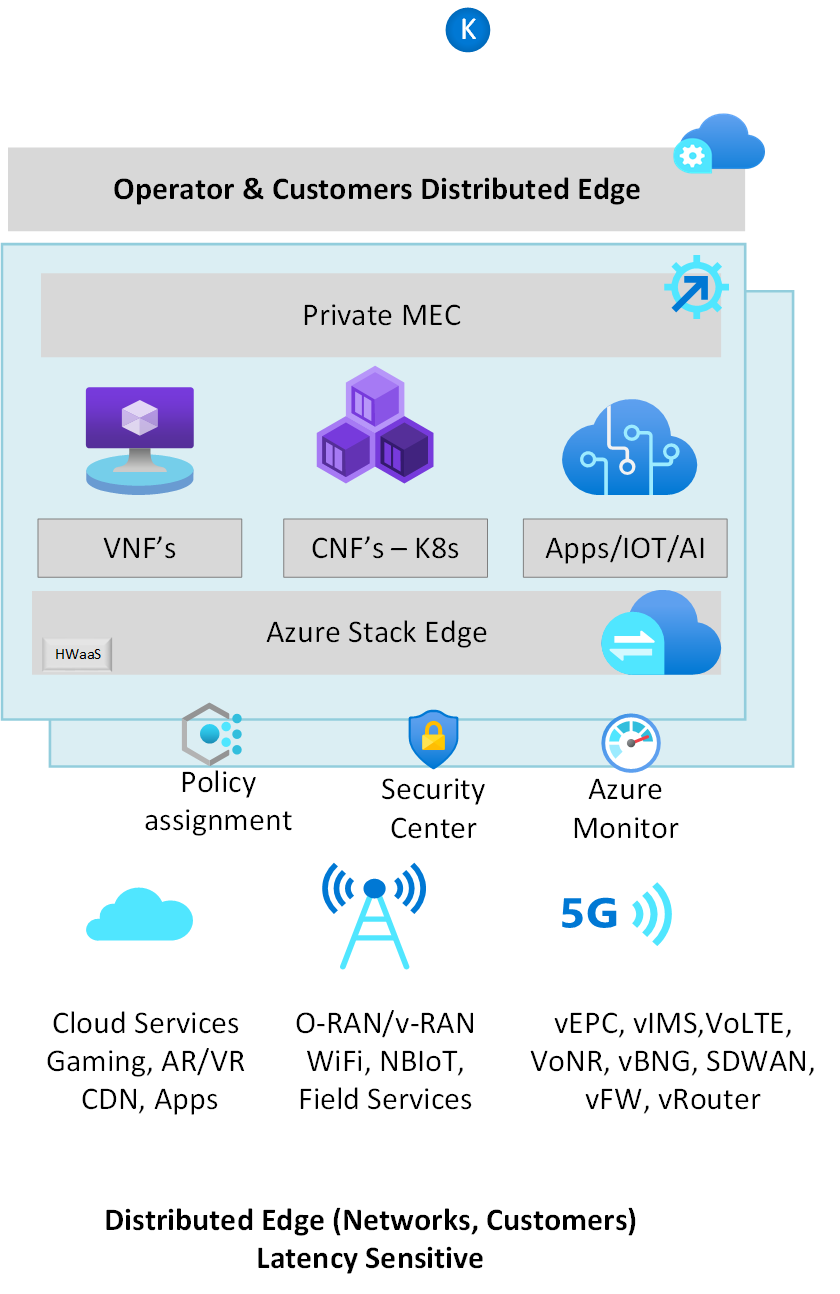 K
Operator & Customers Distributed Edge
Private MEC
VNF's
CNF's – K8s
Apps/IOT/AI
Azure Stack Edge
HWaaS
Policy
assignment
Security
Center
Azure
Monitor
5G
Cloud Services
Gaming, AR/VR
CDN, Apps
O-RAN/v-RAN
WiFi, NBIoT,
Field Services
vEPC, vIMS,VoLTE,
VoNR, vBNG, SDWAN,
vFW, vRouter
Distributed Edge (Networks, Customers)
Latency Sensitive